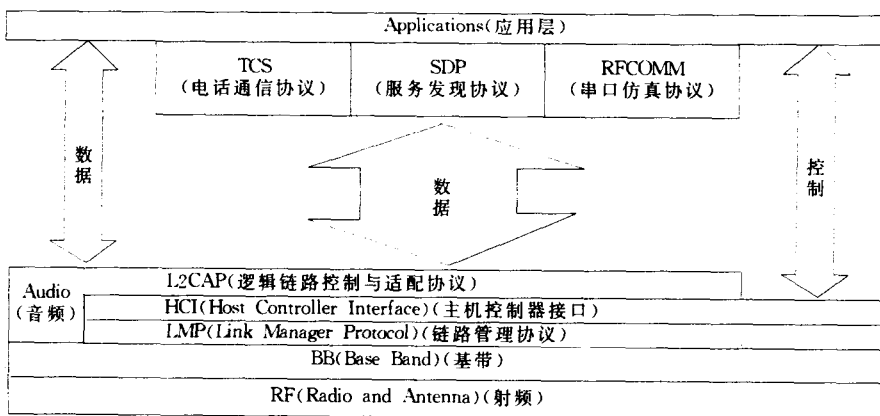 Applications(应用层)
TCS
(电话通信协议)
SDP
(服务发现协议)
RFCOMM
(串口仿真协议)
数据
数据
控制
Audio
(音频)
L2CAP(逻辑链路控制与适配协议)
HCI(Host Controller Interface)(主机控制器接口)
LMP(Link Manager Protocol)(链路管理协议)
BB(Base Band)(基带)
RF(Radio and Antenna)(射频)